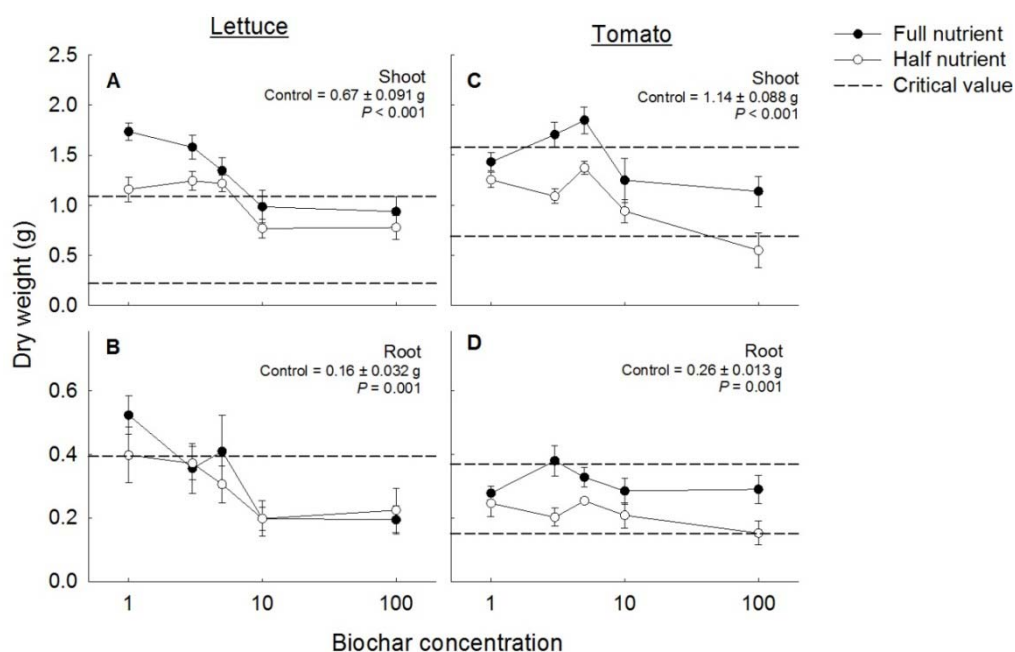 Lettuce
Tomato
Full nutrient
Half nutrient
Critical value
Dry weight (g)
A
Shoot
Control = 0.67 ± 0.091 g
P < 0.001
2.5
2.0
1.5
1.0
0.5
0.0
C
Shoot
Control = 1.14 ± 0.088 g
P < 0.001
B
Root
Control = 0.16 ± 0.032 g
P = 0.001
0.6
0.4
0.2
0.0
D
Root
Control = 0.26 ± 0.013 g
P = 0.001
1 10 100
1 10 100
Biochar concentration